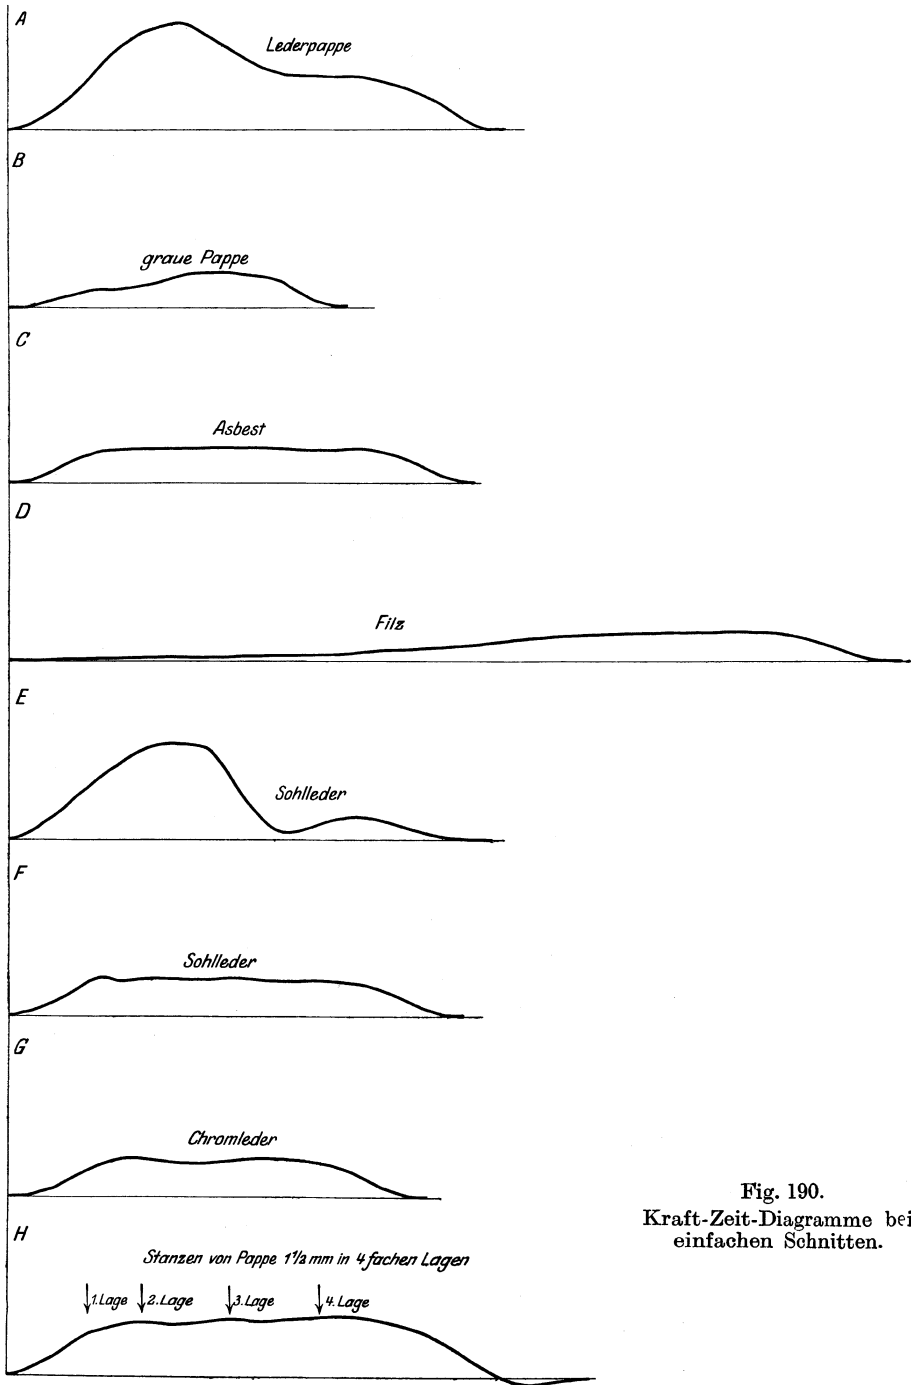 A
Lederpappe
B
graue Pappe
C
Asbest
D
Filz
E
Sohlleder
F
Sohlleder
G
Chromleder
Fig. 190.
Kraft-Zeit-Diagramme bei
einfachen Schnitten.
H
Stanzen von Pappe 1½ mm in 4fachen Lagen
1. Lage 2. Lage 3. Lage 4. Lage